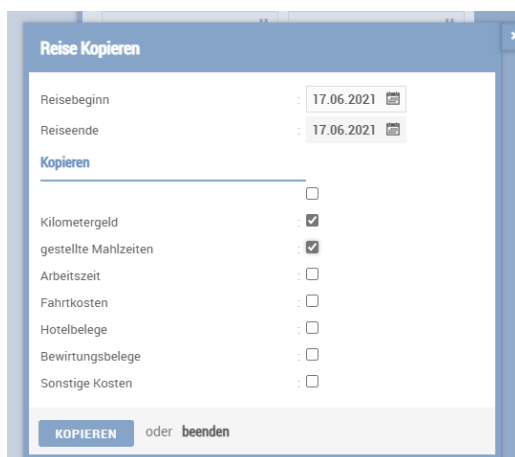 Reise Kopieren
Reisebeginn : 17.06.2021
Reiseende : 17.06.2021
Kopieren
Kilometergeld :
gestellte Mahlzeiten :
Arbeitszeit :
Fahrtkosten :
Hotelbelege :
Bewirtungsbelege :
Sonstige Kosten :
KOPIEREN oder beenden